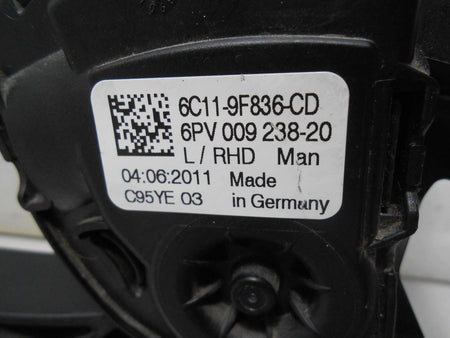 6C11-9F836-CD
6PV 009 238-20
L / RHD Man
04:06:2011 Made
C95YE 03 in Germany